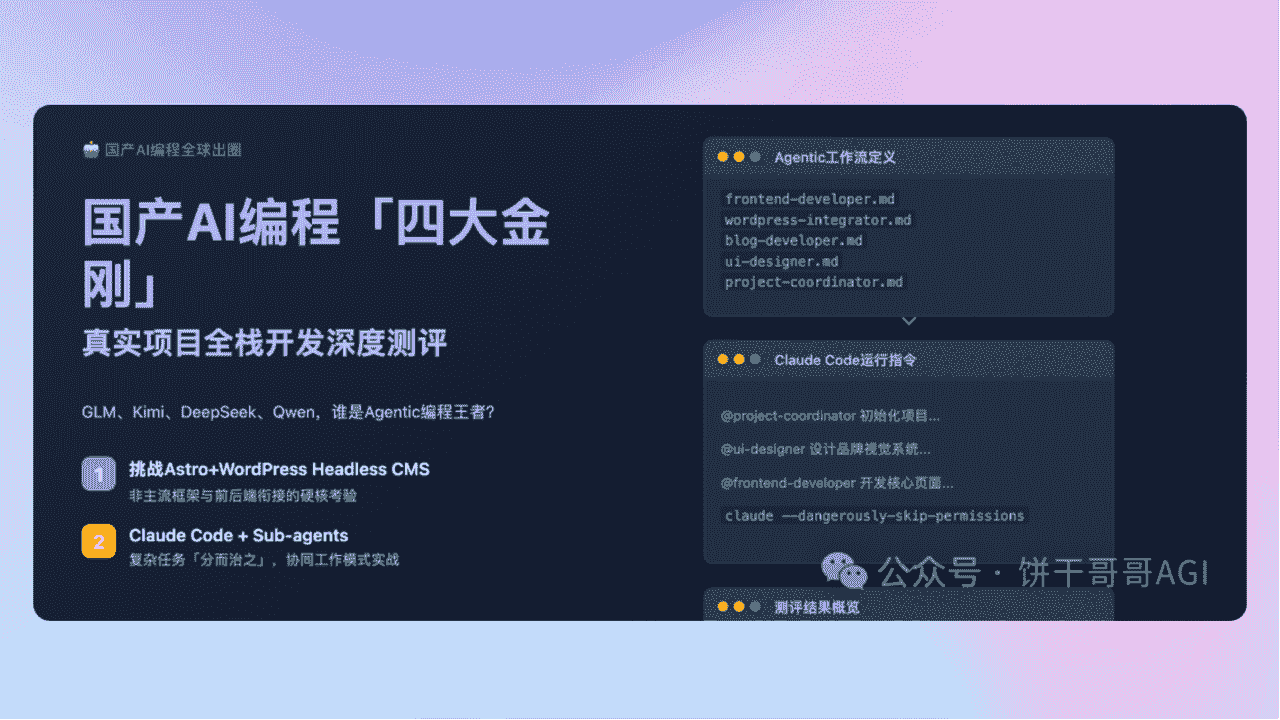 国产AI编程全球出圈
国产AI编程「四大金
刚」
真实项目全栈开发深度测评
GLM、Kimi、DeepSeek、Qwen，谁是Agentic编程王者？
1
挑战Astro+WordPress Headless CMS
非主流框架与前后端衔接的硬核考验
2
Claude Code + Sub-agents
复杂任务「分而治之」，协同工作模式实战
Agentic工作流定义
frontend-developer.md
wordpress-integrator.md
blog-developer.md
ui-designer.md
project-coordinator.md
Claude Code运行指令
@project-coordinator 初始化项目...
@ui-designer 设计品牌视觉系统...
@frontend-developer 开发核心页面...
claude --dangerously-skip-permissions
公众号 · 饼干哥哥AGI
测评结果概览